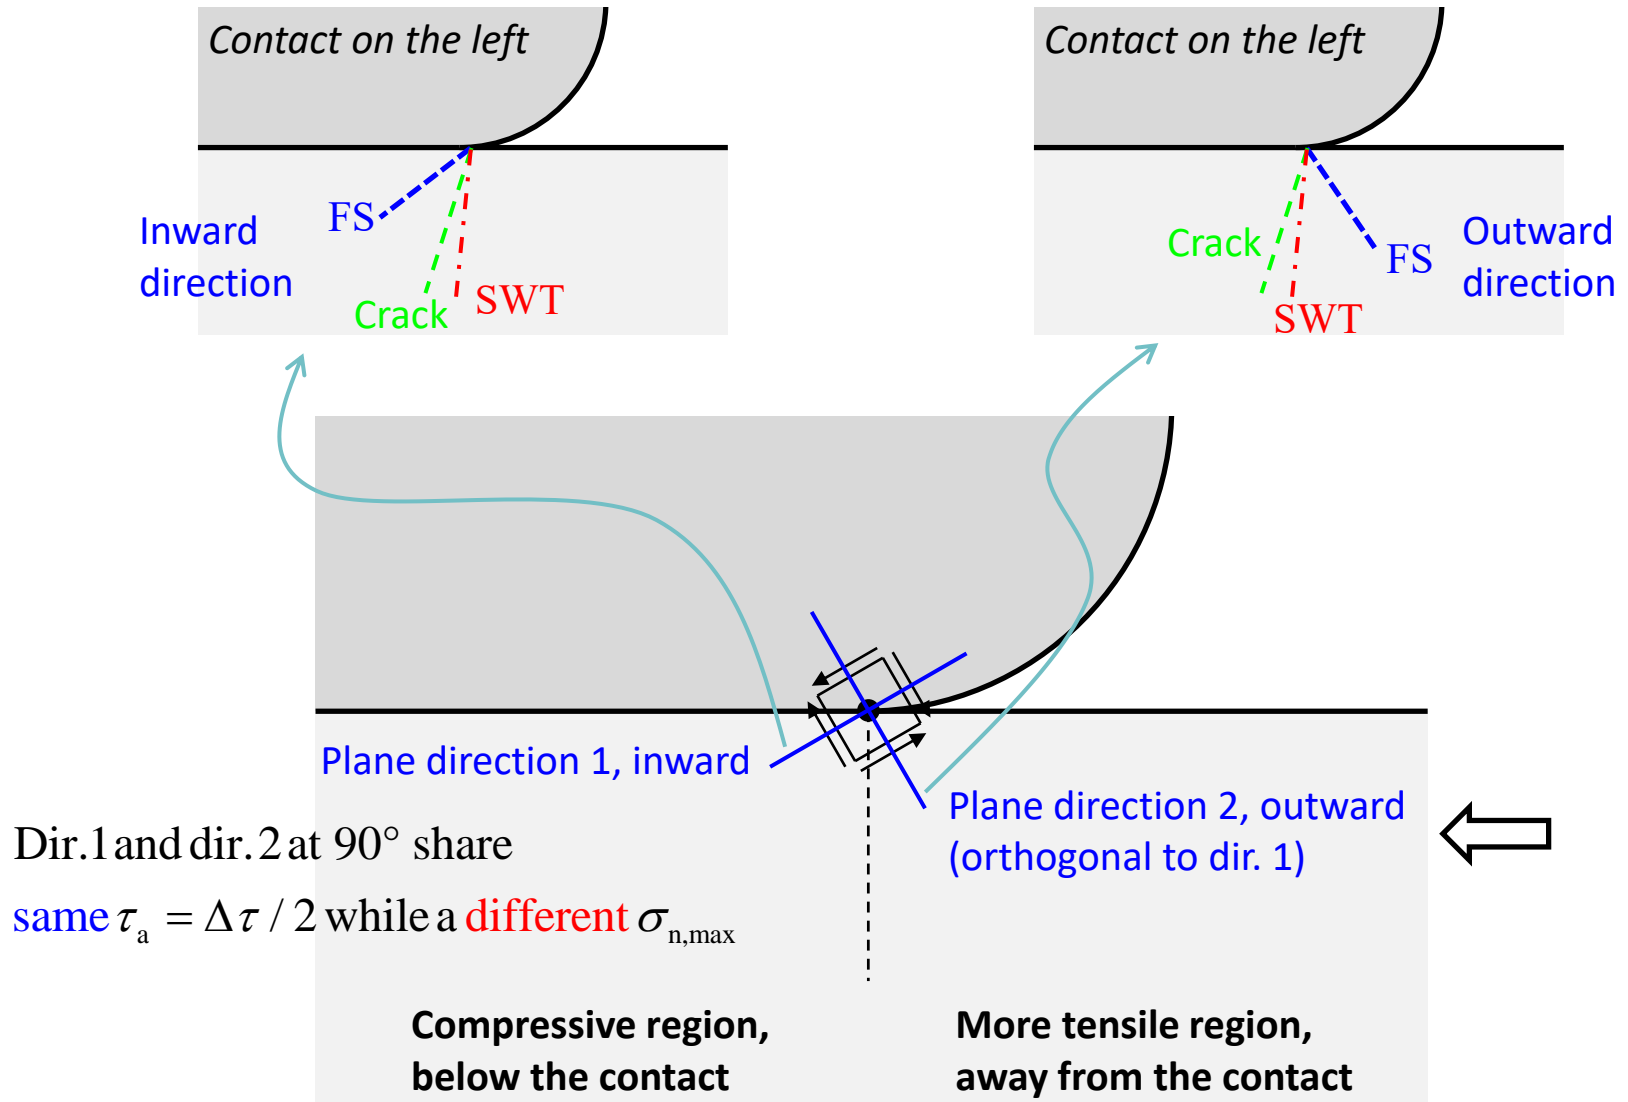 Contact on the left
Contact on the left
FS
Inward
direction
Crack
SWT
Crack
SWT
FS
Outward
direction
Plane direction 1, inward
Plane direction 2, outward
(orthogonal to dir. 1)
Dir.1 and dir. 2 at 90° share
same τa = Δτ / 2 while a different σn,max
Compressive region,
below the contact
More tensile region,
away from the contact